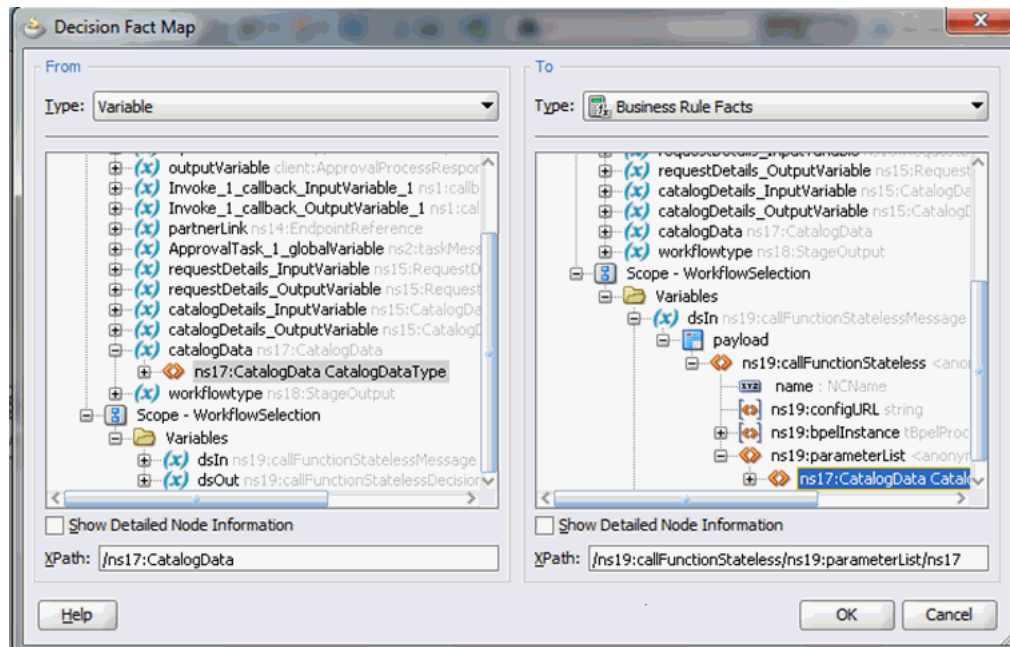 Decision Fact Map
From
Type: Variable
outputVariable client:ApprovalProcessRespor
Invoke_1_callback_InputVariable_1 ns1:callb
Invoke_1_callback_OutputVariable_1 ns1:cal
partnerLink ns14:EndpointReference
ApprovalTask_1_globalVariable ns2:taskMess
requestDetails_InputVariable ns15:RequestD
requestDetails_OutputVariable ns15:Request
catalogDetails_InputVariable ns15:CatalogDa
catalogDetails_OutputVariable ns15:CatalogD
catalogData ns17:CatalogData
ns17:CatalogData CatalogDataType
workflowtype ns18:StageOutput
Scope - WorkflowSelection
Variables
dsIn ns19:callFunctionStatelessMessage
dsOut ns19:callFunctionStatelessDecision
Show Detailed Node Information
XPath: /ns17:CatalogData
Help
To
Type: Business Rule Facts
requestDetails_OutputVariable ns15:Request
catalogDetails_InputVariable ns15:CatalogDa
catalogDetails_OutputVariable ns15:CatalogD
catalogData ns17:CatalogData
workflowtype ns18:StageOutput
Scope - WorkflowSelection
Variables
dsIn ns19:callFunctionStatelessMessage
payload
ns19:callFunctionStateless <anon
name : NCName
ns19:configURL string
ns19:bpelInstance tBpelProc
ns19:parameterList <anonyn
ns17:CatalogData Catal
Show Detailed Node Information
XPath: /ns19:callFunctionStateless/ns19:parameterList/ns17
OK
Cancel